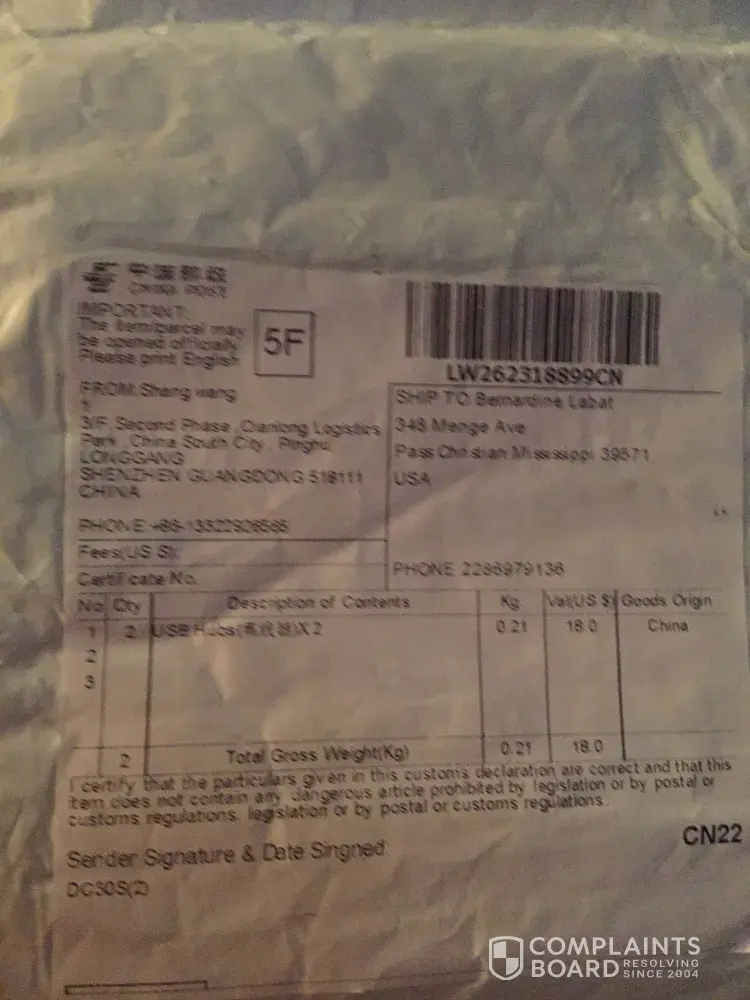 中国邮政
CHINA POST
IMPORTANT:
The item/parcel may
be opened officially.
Please print English
5F
LW262318899CN
FROM: Shang wang
3/F, Second Phase, Qianlong Logistics
Park, China South City, Pinghu,
LONGGANG
SHENZHEN GUANGDONG 518111
CHINA
PHONE:+86-13322926565
SHIP TO: Bernardine Labat
348 Menge Ave
Pass Christian Mississippi 39571
USA
PHONE:2286979136
Fees(US $):
Certificate No.
No Qty Description of Contents Kg Val(US $) Goods Origin
1 2 USB Hubs X2 0.21 18.0 China
2
3
2 Total Gross Weight(Kg) 0.21 18.0
I certify that the particulars given in this customs declaration are correct and that this
item does not contain any dangerous article prohibited by legislation or by postal or
customs regulations. legislation or by postal or customs regulations.
Sender Signature & Date Singned:
CN22
DC30S(2)
COMPLAINTS
BOARD RESOLVING
SINCE 2004